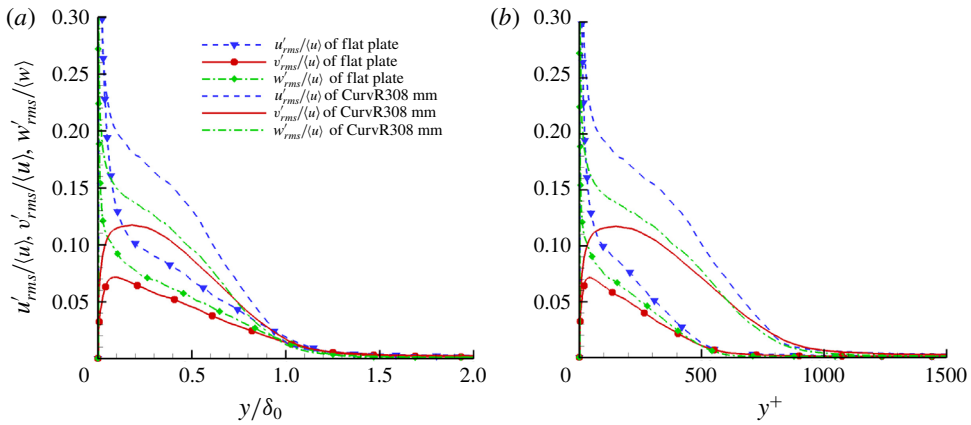 (a)
u′rms/⟨u⟩, v′rms/⟨u⟩, w′rms/⟨w⟩
0.30
0.25
0.20
0.15
0.10
0.05
u′rms/⟨u⟩ of flat plate
v′rms/⟨u⟩ of flat plate
w′rms/⟨u⟩ of flat plate
u′rms/⟨u⟩ of CurvR308 mm
v′rms/⟨u⟩ of CurvR308 mm
w′rms/⟨u⟩ of CurvR308 mm
0 0.5 1.0 1.5 2.0
y/δ0
(b)
0.30
0.25
0.20
0.15
0.10
0.05
0 500 1000 1500
y+